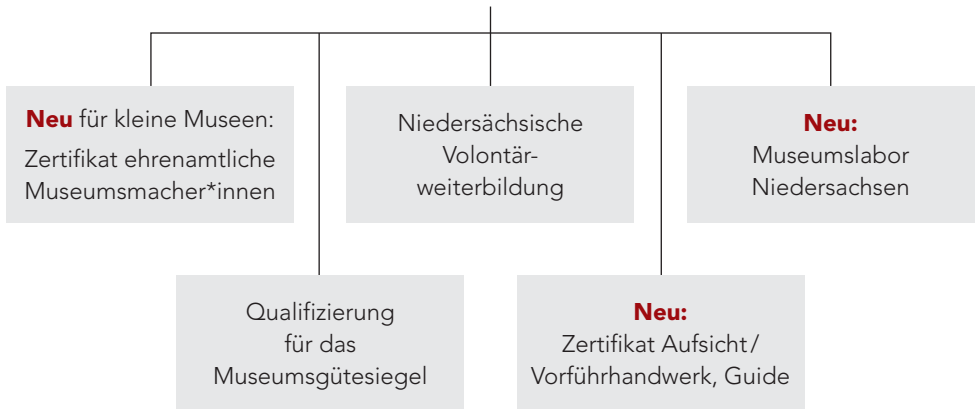 Neu für kleine Museen:
Zertifikat ehrenamtliche
Museumsmacher*innen
Niedersächsische
Volontär-
weiterbildung
Neu:
Museumslabor
Niedersachsen
Qualifizierung
für das
Museumsgütesiegel
Neu:
Zertifikat Aufsicht/
Vorführhandwerk, Guide